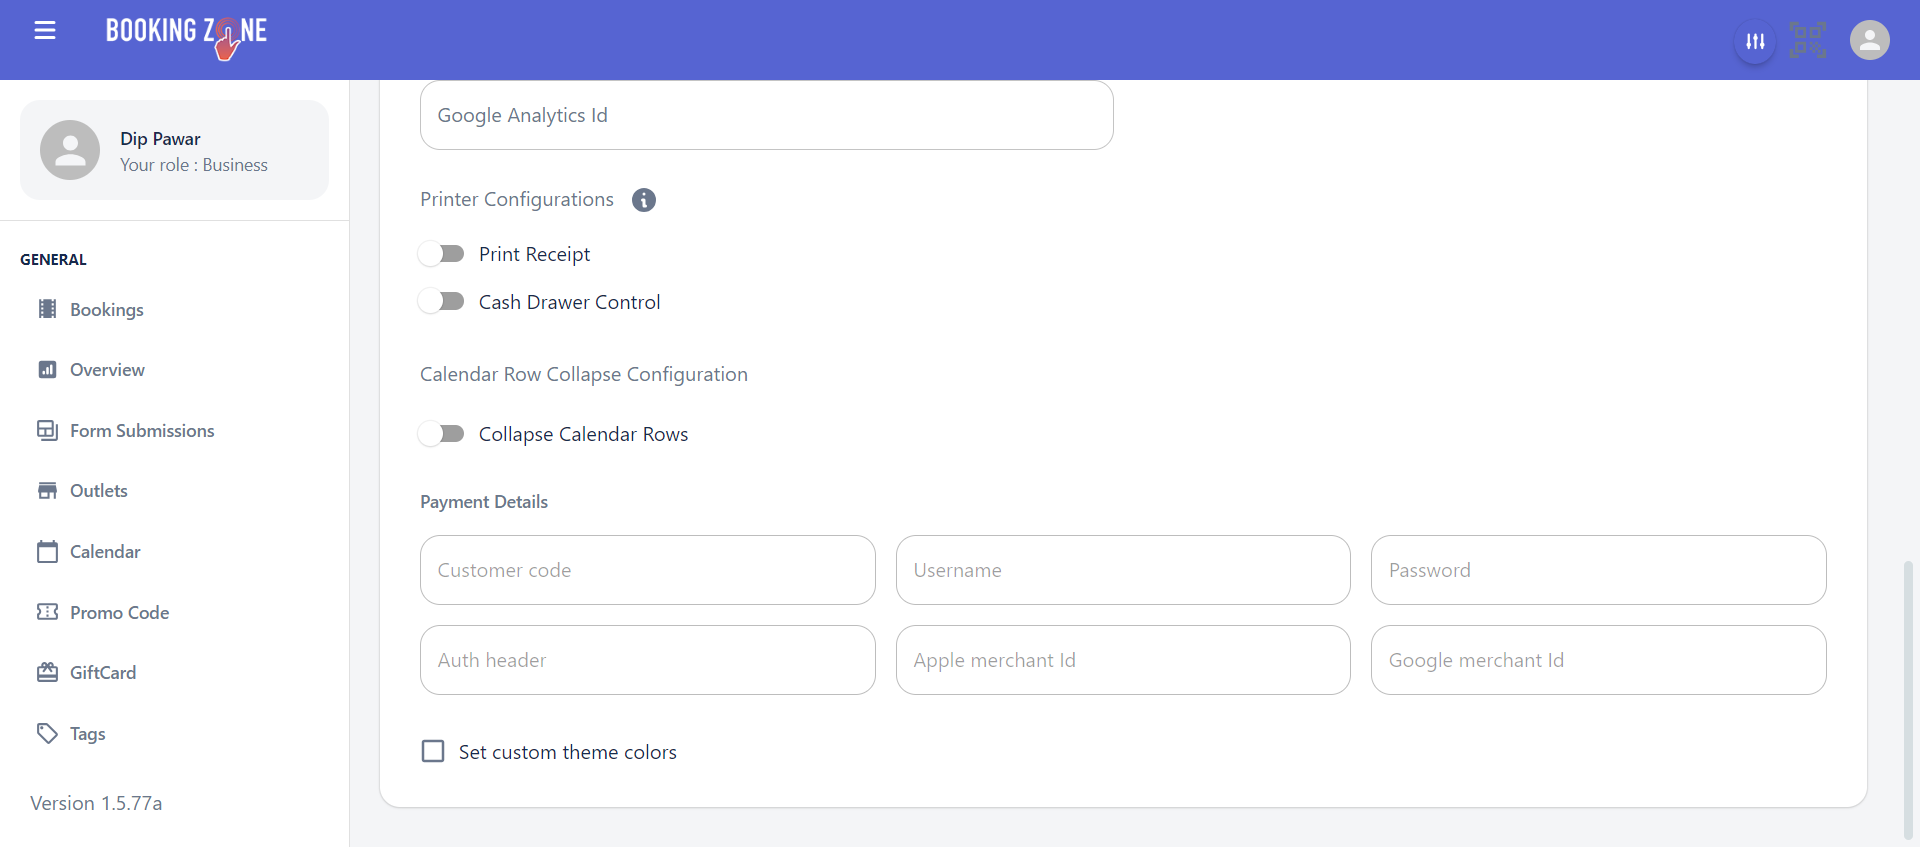 BOOKING ZONE
Dip Pawar
Your role : Business
GENERAL
Bookings
Overview
Form Submissions
Outlets
Calendar
Promo Code
GiftCard
Tags
Version 1.5.77a
Google Analytics Id
Printer Configurations
Print Receipt
Cash Drawer Control
Calendar Row Collapse Configuration
Collapse Calendar Rows
Payment Details
Customer code
Username
Password
Auth header
Apple merchant Id
Google merchant Id
Set custom theme colors